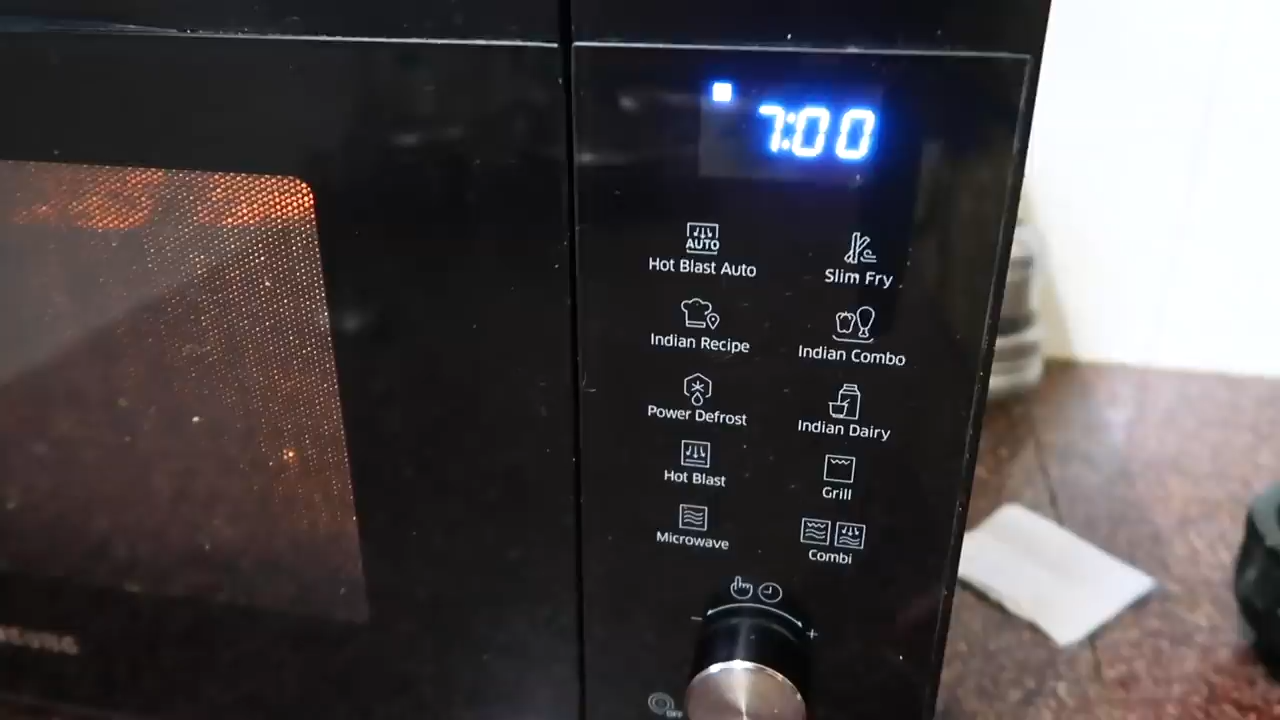 7:00
AUTO
Hot Blast Auto
Slim Fry
Indian Recipe
Indian Combo
Power Defrost
Indian Dairy
Hot Blast
Grill
Microwave
Combi
- +
OFF